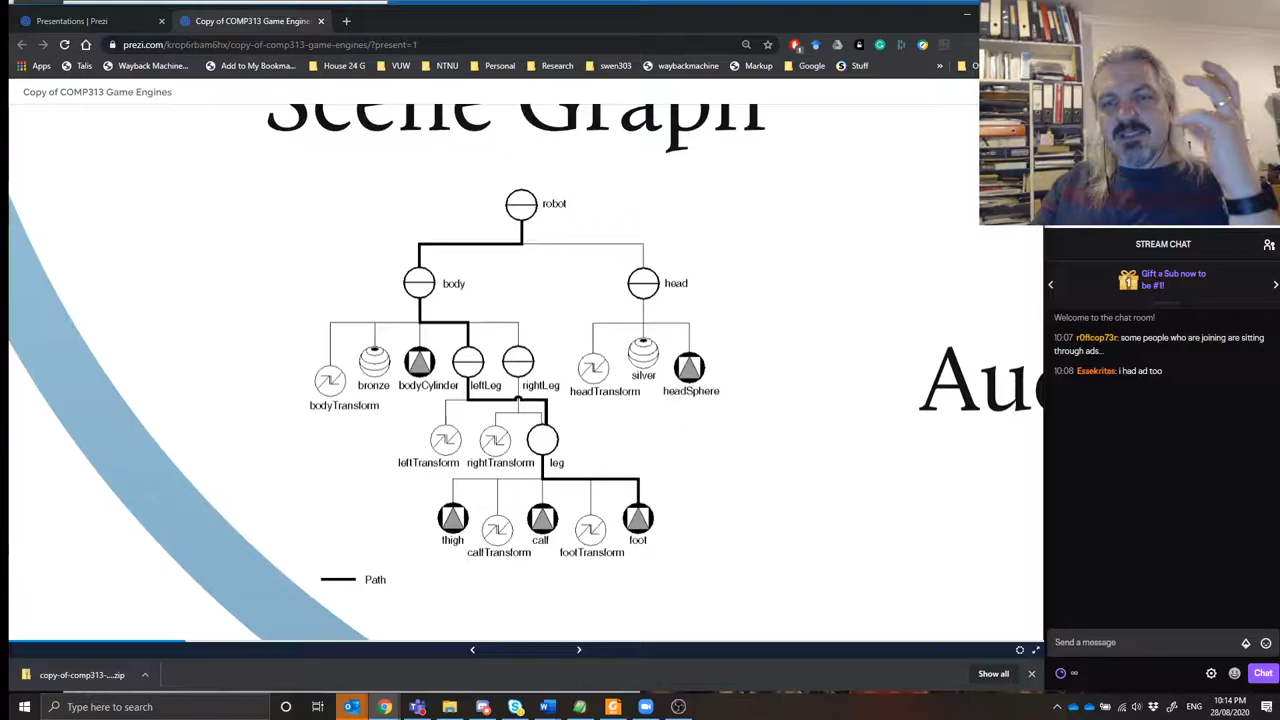 Presentations | Prezi
Copy of COMP313 Game Engines
prezi.com/krop6rbam6hx/copy-of-comp313-game-engines/?present=1
Apps
Talis
Wayback Machine...
Add to My Bookma...
House 24 G
VUW
NTNU
Personal
Research
swen303
waybackmachine
Markup
Google
Stuff
»
Copy of COMP313 Game Engines
Scene Graph
robot
body
head
bronze
bodyCylinder
leftLeg
rightLeg
bodyTransform
headTransform
silver
headSphere
leftTransform
rightTransform
leg
thigh
calfTransform
calf
footTransform
foot
Path
STREAM CHAT
Gift a Sub now to
be #1!
Welcome to the chat room!
10:07 r0flcop73r: some people who are joining are sitting
through ads...
10:08 Essekritas: i had ad too
Send a message
Chat
copy-of-comp313-....zip
Show all
Type here to search
10:14 PM
28/08/2020